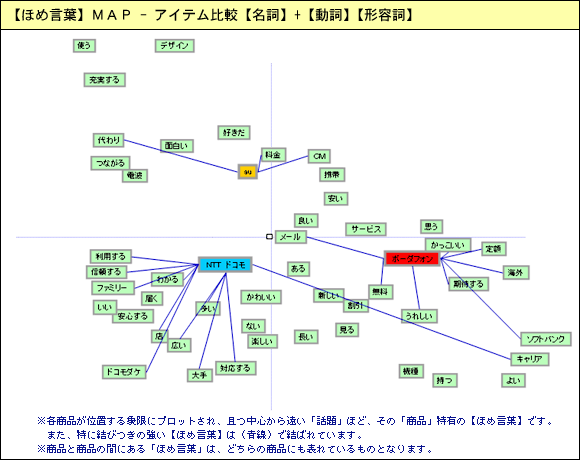 【ほめ言葉】ＭＡＰ － アイテム比較【名詞】＋【動詞】【形容詞】
使う
デザイン
充実する
好きだ
代わり
面白い
料金
CM
つながる
電波
au
携帯
安い
良い
サービス
思う
メール
かっこいい
定額
利用する
NTT ドコモ
ボーダフォン
信頼する
わかる
ある
海外
ファミリー
期待する
届く
かわいい
新しい
無料
いい
安心する
多い
割引
うれしい
ない
見る
店
広い
楽しい
長い
ソフトバンク
キャリア
ドコモダケ
大手
対応する
機種
持つ
よい
※各商品が位置する象限にプロットされ、且つ中心から遠い「話題」ほど、その「商品」特有の【ほめ言葉】です。
また、特に結びつきの強い【ほめ言葉】は（青線）で結ばれています。
※商品と商品の間にある「ほめ言葉」は、どちらの商品にも表れているものとなります。